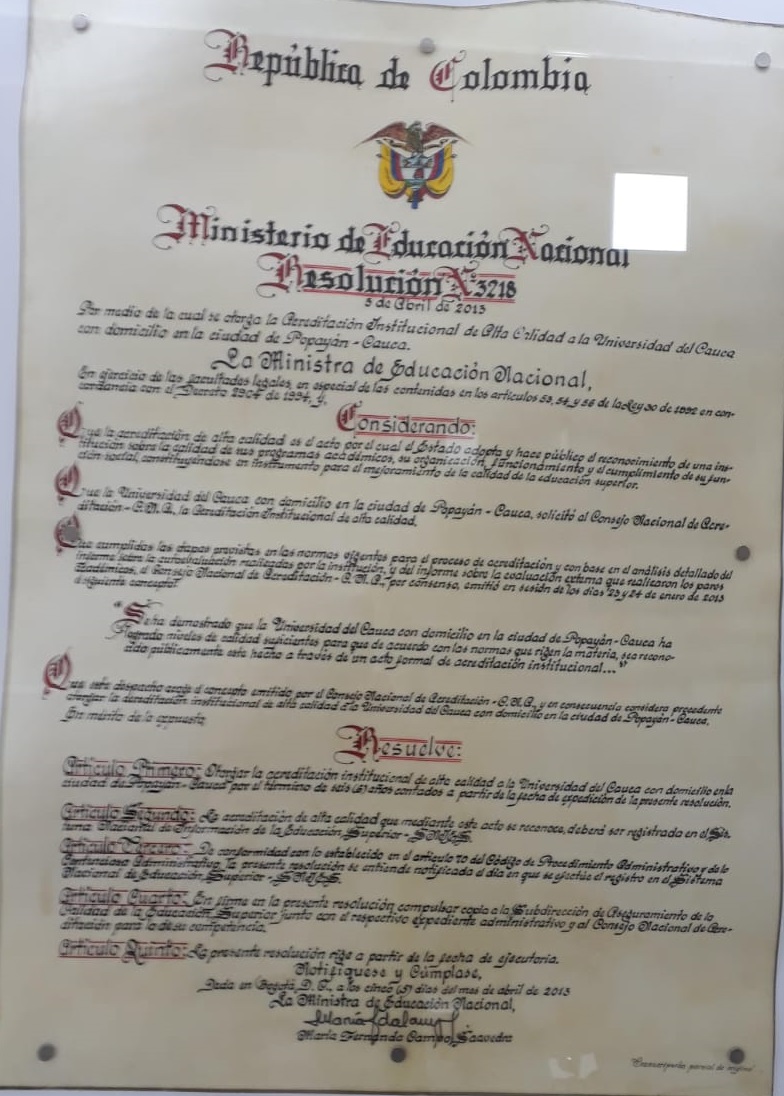 República de Colombia
Ministerio de Educación Nacional
Resolución Nº 3218
5 de Abril de 2013
Por medio de la cual se otorga la Acreditación Institucional de Alta Calidad a la Universidad del Cauca
con domicilio en la ciudad de Popayán - Cauca.
La Ministra de Educación Nacional,
En ejercicio de las facultades legales, en especial de las contenidas en los artículos 53, 54 y 56 de la Ley 30 de 1992 en con-
cordancia con el Decreto 2904 de 1994, y,
Considerando:
Que la acreditación de alta calidad es el acto por el cual el Estado adopta y hace público el reconocimiento de una ins-
titución sobre la calidad de sus programas académicos, su organización, funcionamiento y el cumplimiento de su fun-
ción social, constituyéndose en instrumento para el mejoramiento de la calidad de la educación superior.
Que la Universidad del Cauca con domicilio en la ciudad de Popayán - Cauca, solicitó al Consejo Nacional de Acre-
ditación - C.N.A., la Acreditación Institucional de alta calidad.
Que cumplidas las etapas previstas en las normas vigentes para el proceso de acreditación y con base en el análisis detallado del
informe sobre la autoevaluación realizadas por la institución, y del informe sobre la evaluación externa que realizaron los pares
académicos, el Consejo Nacional de Acreditación - C.N.A., por consenso, emitió en sesión de los días 23 y 24 de enero de 2013
el siguiente concepto:
"Se ha demostrado que la Universidad del Cauca con domicilio en la ciudad de Popayán - Cauca ha
logrado niveles de calidad suficientes para que de acuerdo con las normas que rigen la materia, sea recono-
cido públicamente este hecho a través de un acto formal de acreditación institucional..."
Que este despacho acoge el concepto emitido por el Consejo Nacional de Acreditación - C.N.A., y en consecuencia considera procedente
otorgar la acreditación institucional de alta calidad a la Universidad del Cauca con domicilio en la ciudad de Popayán - Cauca.
En mérito de lo expuesto,
Resuelve:
Artículo Primero: Otorgar la acreditación institucional de alta calidad a la Universidad del Cauca con domicilio en la
ciudad de Popayán - Cauca por el término de seis (6) años contados a partir de la fecha de expedición de la presente resolución.
Artículo Segundo: La acreditación de alta calidad que mediante este acto se reconoce, deberá ser registrada en el Sis-
tema Nacional de Información de la Educación Superior - SNIES.
Artículo Tercero: De conformidad con lo establecido en el artículo 70 del Código de Procedimiento Administrativo y de lo
Contencioso Administrativo, la presente resolución se entiende notificada el día en que se efectúe el registro en el Sistema
Nacional de Educación Superior - SNIES.
Artículo Cuarto: En firme en la presente resolución compulsar copia a la Subdirección de Aseguramiento de la
Calidad de la Educación Superior junto con el respectivo expediente administrativo y al Consejo Nacional de Acre-
ditación para lo de su competencia.
Artículo Quinto: La presente resolución rige a partir de la fecha de ejecutoria.
Notifíquese y Cúmplase,
Dada en Bogotá, D. C., a los cinco (5) días del mes de abril de 2013
La Ministra de Educación Nacional,
María Fernanda Campo Saavedra
Transcripción parcial de original